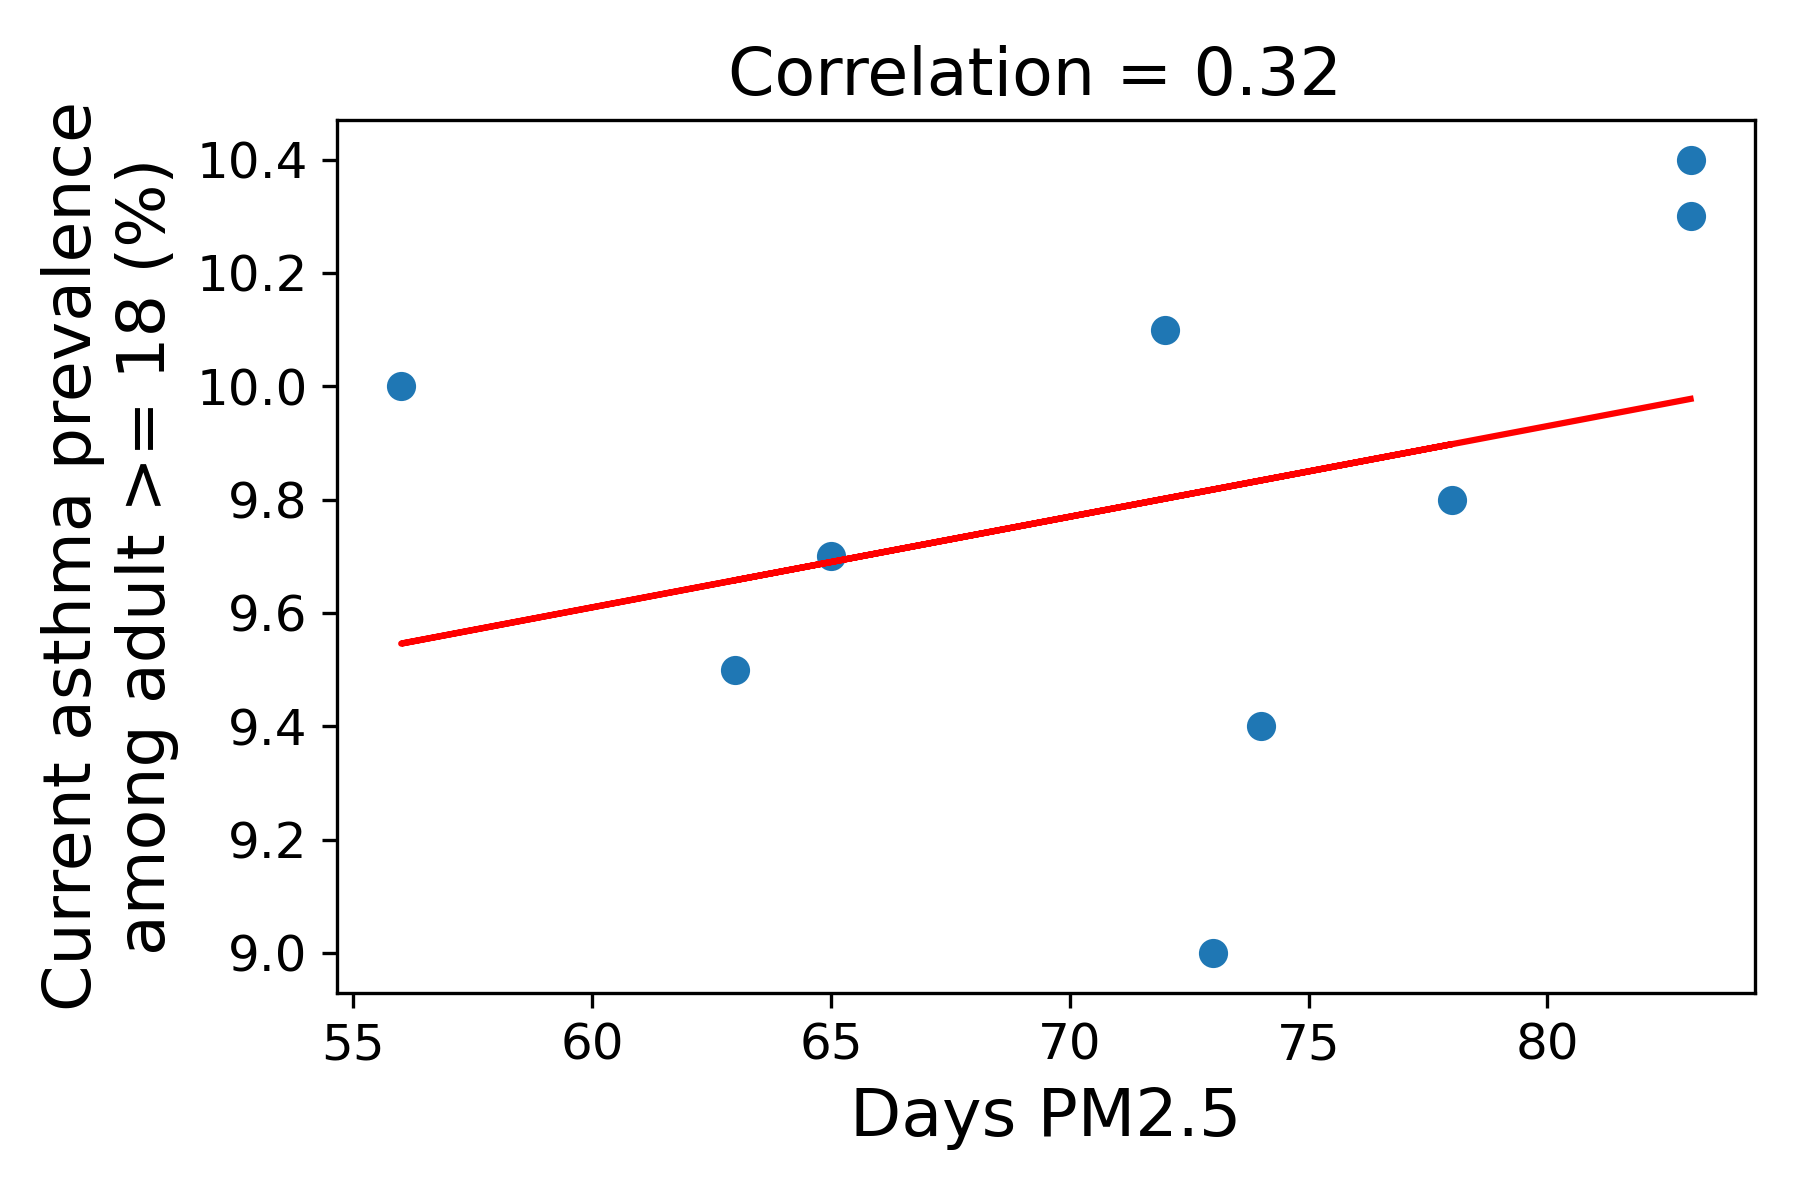 Correlation = 0.32
Current asthma prevalence
among adult >= 18 (%)
10.4
10.2
10.0
9.8
9.6
9.4
9.2
9.0
55 60 65 70 75 80
Days PM2.5